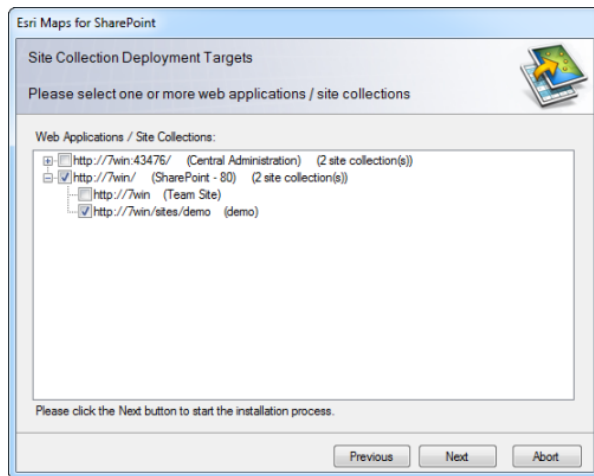 Esri Maps for SharePoint
Site Collection Deployment Targets
Please select one or more web applications / site collections
Web Applications / Site Collections:
http://7win:43476/ (Central Administration) (2 site collection(s))
http://7win/ (SharePoint - 80) (2 site collection(s))
http://7win (Team Site)
http://7win/sites/demo (demo)
Please click the Next button to start the installation process.
Previous Next Abort